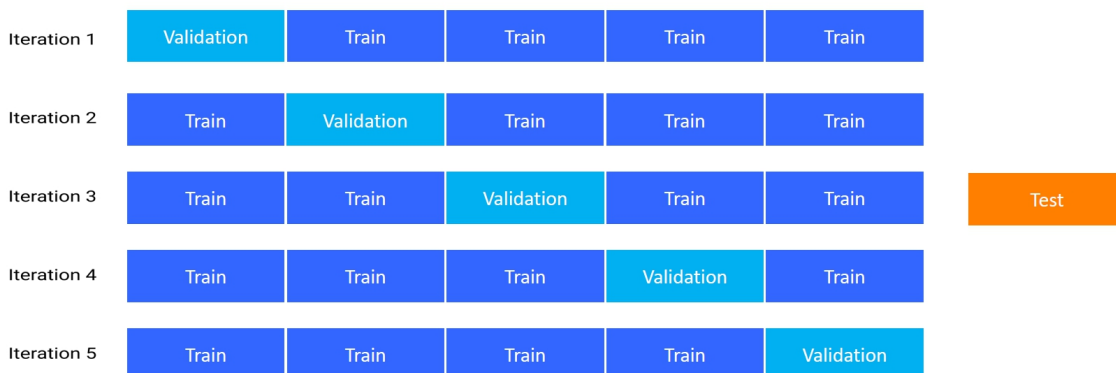 Iteration 1 Validation Train Train Train Train
Iteration 2 Train Validation Train Train Train
Iteration 3 Train Train Validation Train Train Test
Iteration 4 Train Train Train Validation Train
Iteration 5 Train Train Train Train Validation